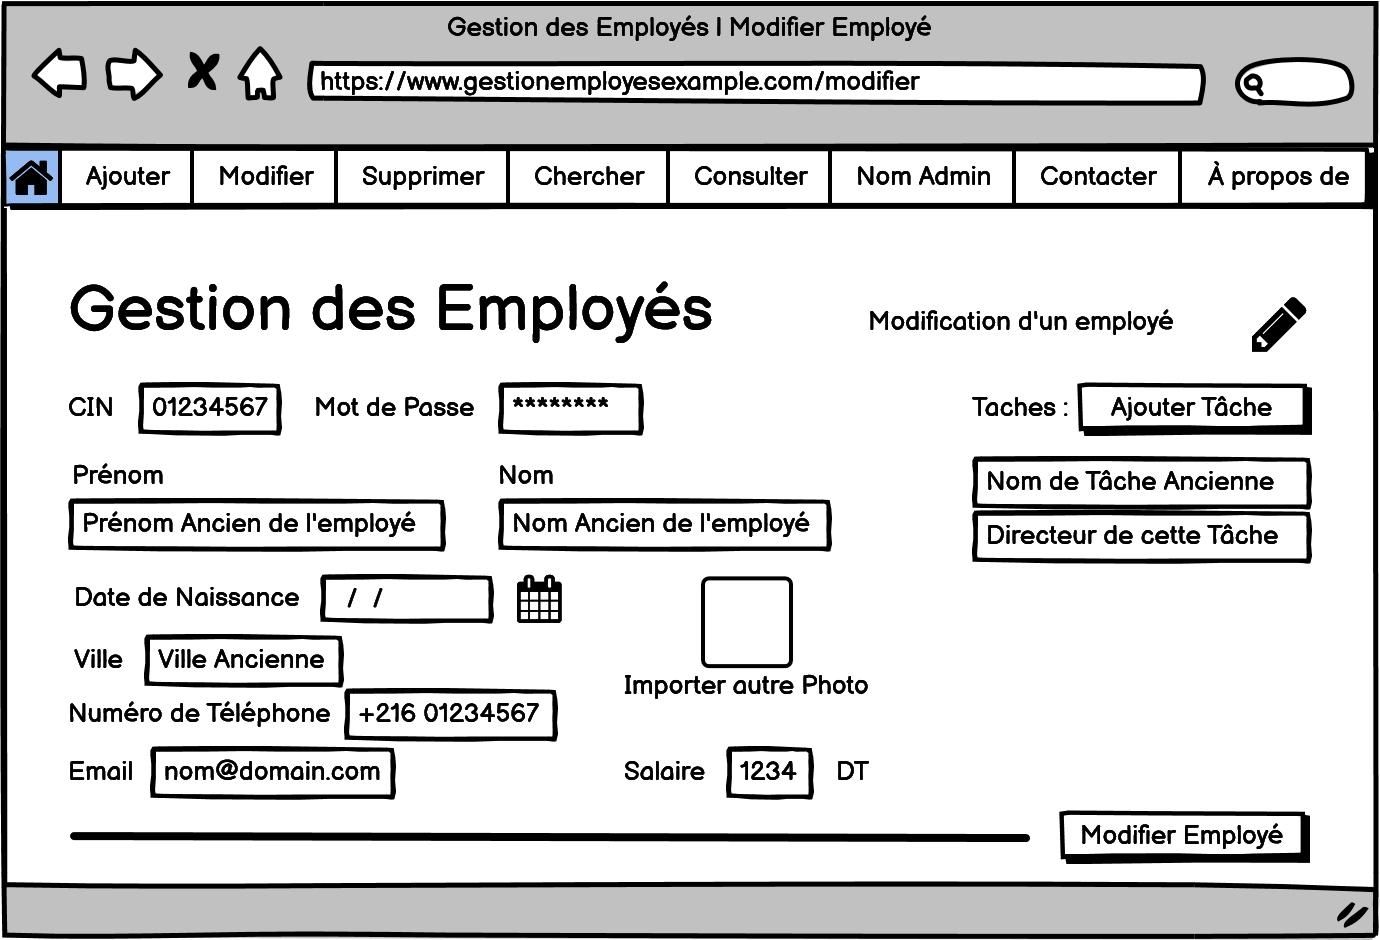 Gestion des Employés | Modifier Employé
https://www.gestionemployesexample.com/modifier
Ajouter Modifier Supprimer Chercher Consulter Nom Admin Contacter À propos de
Gestion des Employés
Modification d'un employé
CIN 01234567 Mot de Passe ******** Taches : Ajouter Tâche
Prénom Nom
Nom de Tâche Ancienne
Prénom Ancien de l'employé Nom Ancien de l'employé
Directeur de cette Tâche
Date de Naissance / /
Ville Ville Ancienne
Importer autre Photo
Numéro de Téléphone +216 01234567
Email nom@domain.com Salaire 1234 DT
Modifier Employé